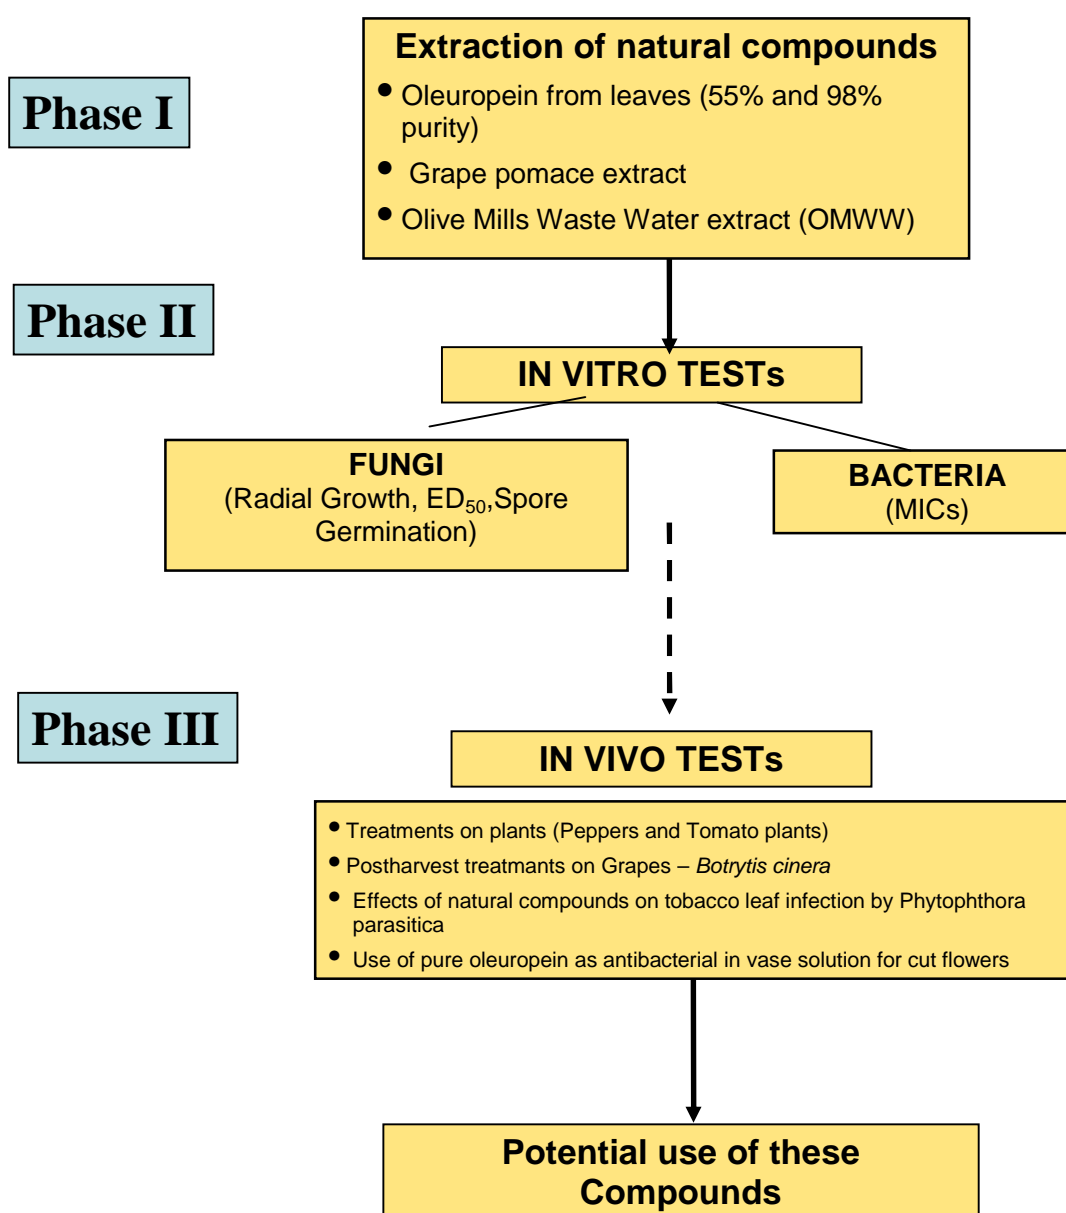 Phase I
Extraction of natural compounds
• Oleuropein from leaves (55% and 98%
purity)
• Grape pomace extract
• Olive Mills Waste Water extract (OMWW)
Phase II
IN VITRO TESTs
FUNGI
(Radial Growth, ED50,Spore
Germination)
BACTERIA
(MICs)
Phase III
IN VIVO TESTs
• Treatments on plants (Peppers and Tomato plants)
• Postharvest treatmants on Grapes – Botrytis cinera
• Effects of natural compounds on tobacco leaf infection by Phytophthora
parasitica
• Use of pure oleuropein as antibacterial in vase solution for cut flowers
Potential use of these
Compounds